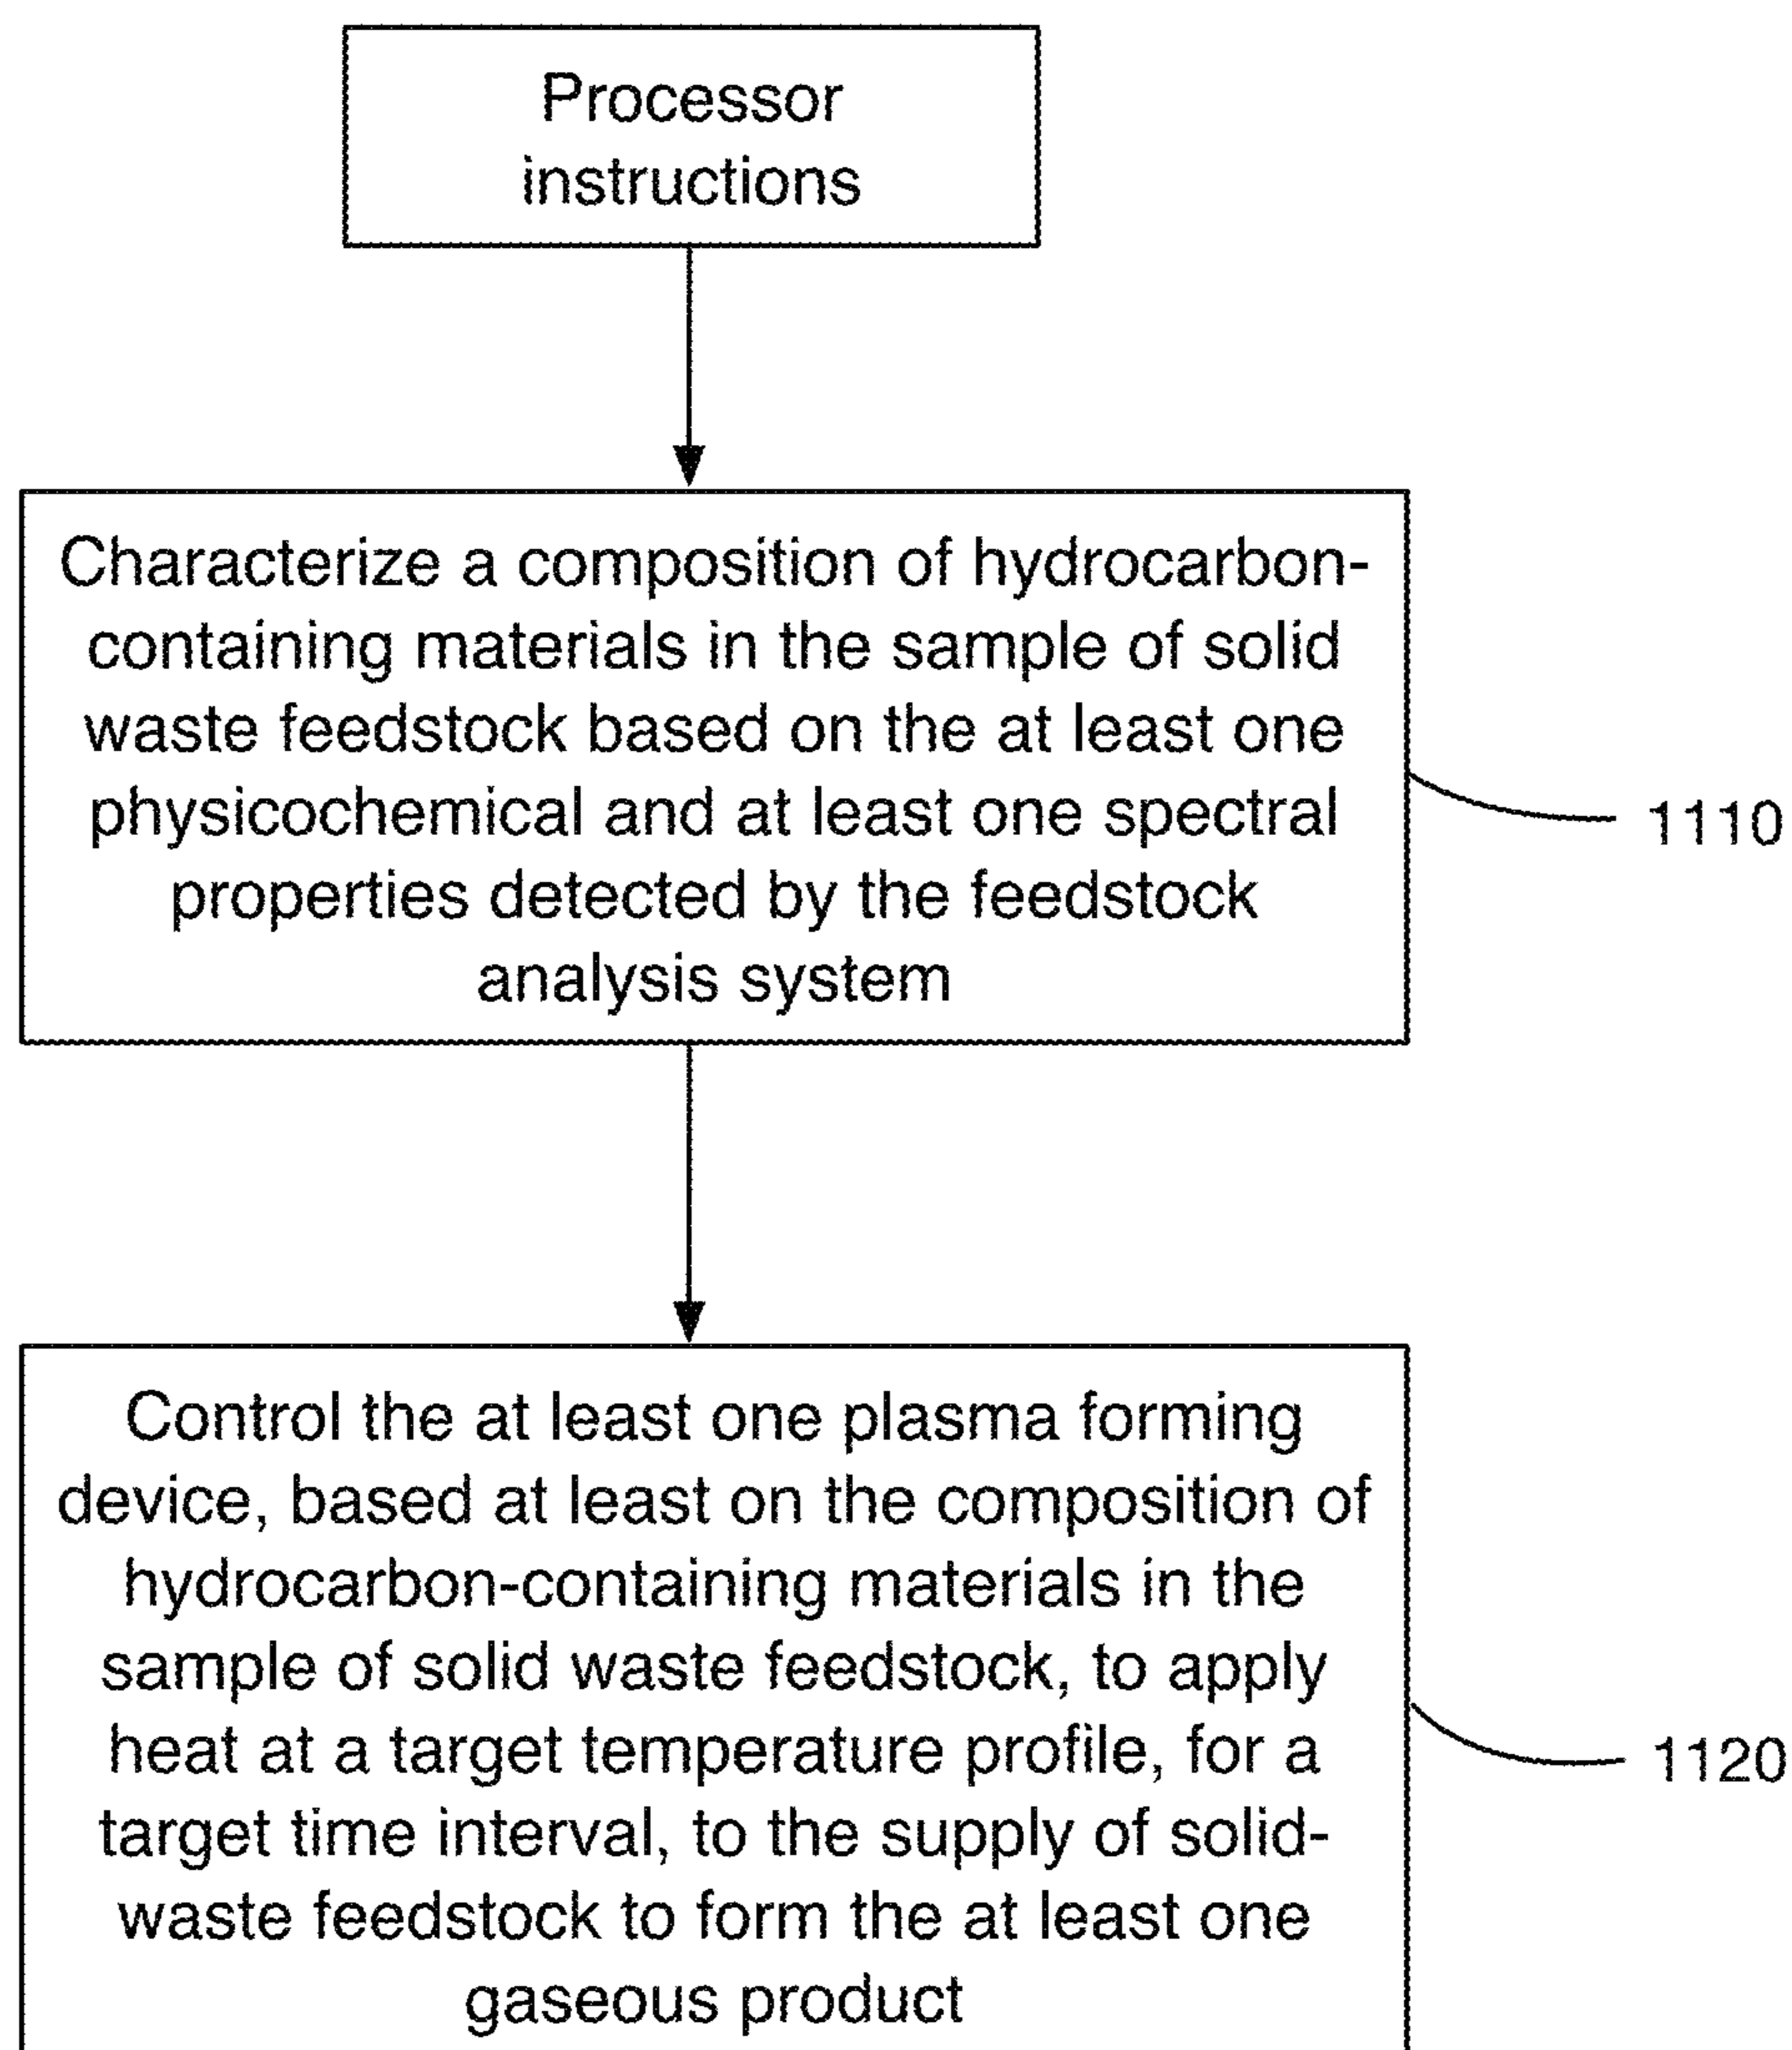 Processor
instructions
Characterize a composition of hydrocarbon-
containing materials in the sample of solid
waste feedstock based on the at least one
physicochemical and at least one spectral
properties detected by the feedstock
analysis system
1110
Control the at least one plasma forming
device, based at least on the composition of
hydrocarbon-containing materials in the
sample of solid waste feedstock, to apply
heat at a target temperature profile, for a
target time interval, to the supply of solid-
waste feedstock to form the at least one
gaseous product
1120